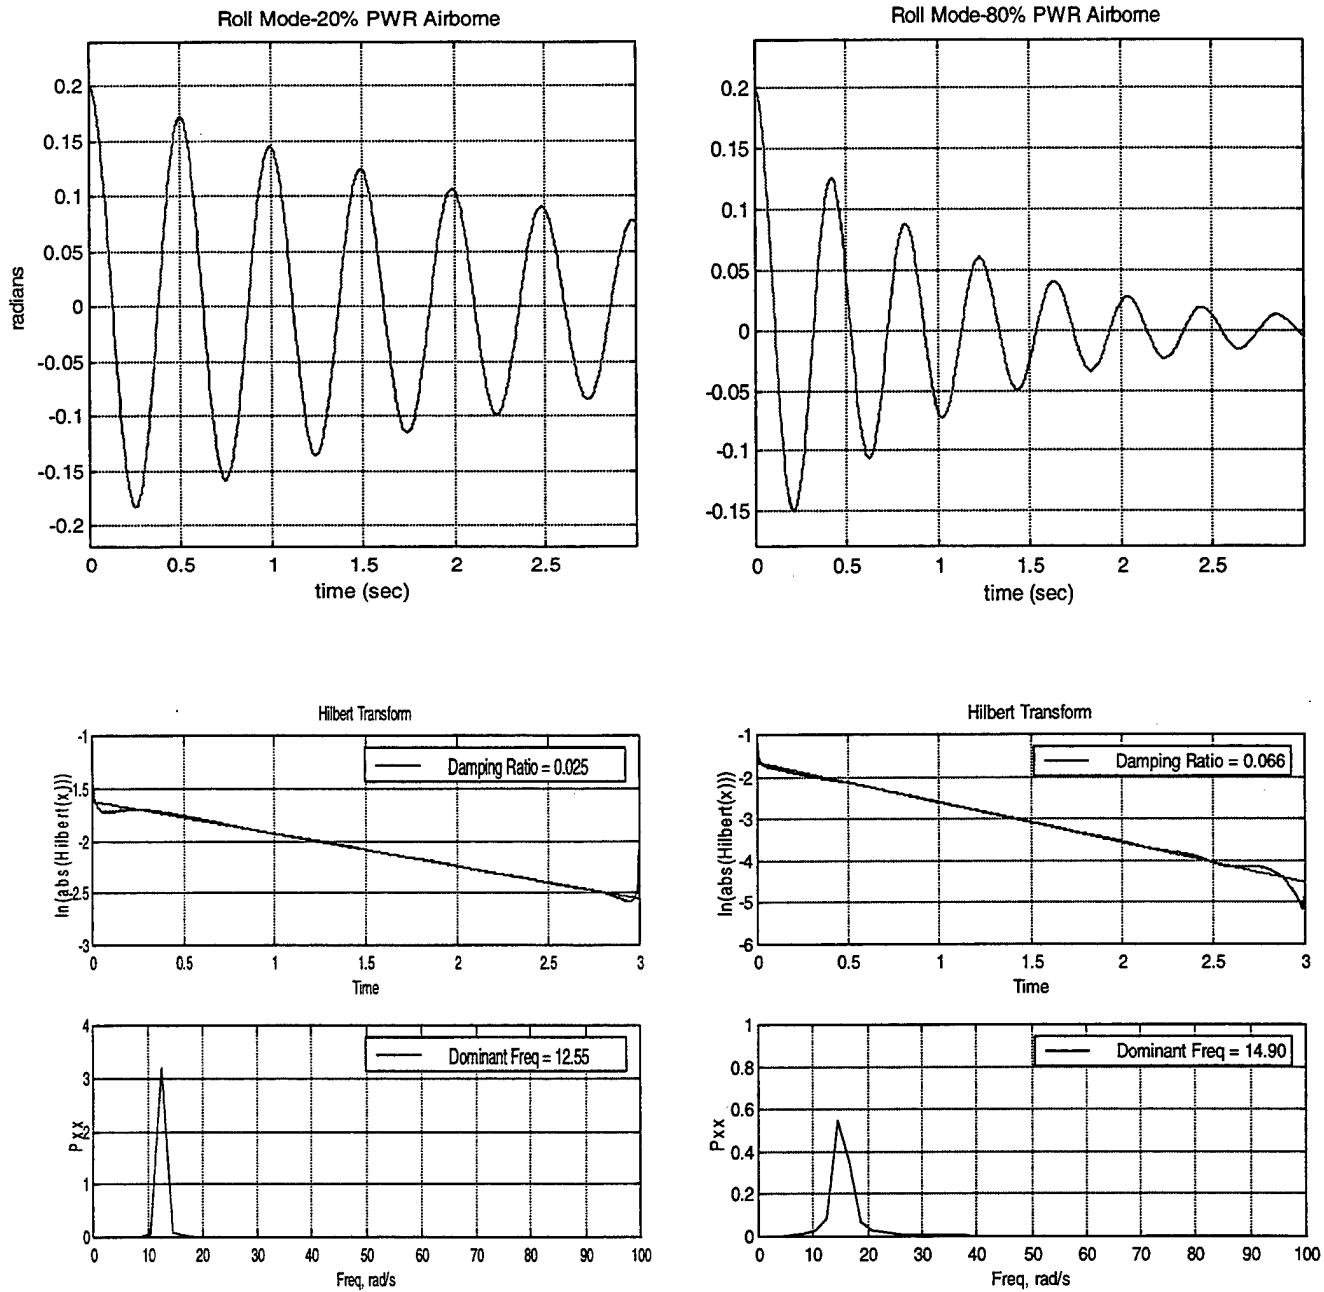 Roll Mode-20% PWR Airborne
0.2
0.15
0.1
0.05
0
-0.05
-0.1
-0.15
-0.2
radians
0 0.5 1 1.5 2 2.5
time (sec)
Roll Mode-80% PWR Airborne
0.2
0.15
0.1
0.05
0
-0.05
-0.1
-0.15
0 0.5 1 1.5 2 2.5
time (sec)
Hilbert Transform
Damping Ratio = 0.025
-1
-1.5
-2
-2.5
-3
ln(abs(Hilbert(x)))
0 0.5 1 1.5 2 2.5 3
Time
Hilbert Transform
Damping Ratio = 0.066
-1
-2
-3
-4
-5
-6
ln(abs(Hilbert(x)))
0 0.5 1 1.5 2 2.5 3
Time
Dominant Freq = 12.55
4
3
2
1
0
Pxx
0 10 20 30 40 50 60 70 80 90 100
Freq, rad/s
Dominant Freq = 14.90
1
0.8
0.6
0.4
0.2
0
Pxx
0 10 20 30 40 50 60 70 80 90 100
Freq, rad/s